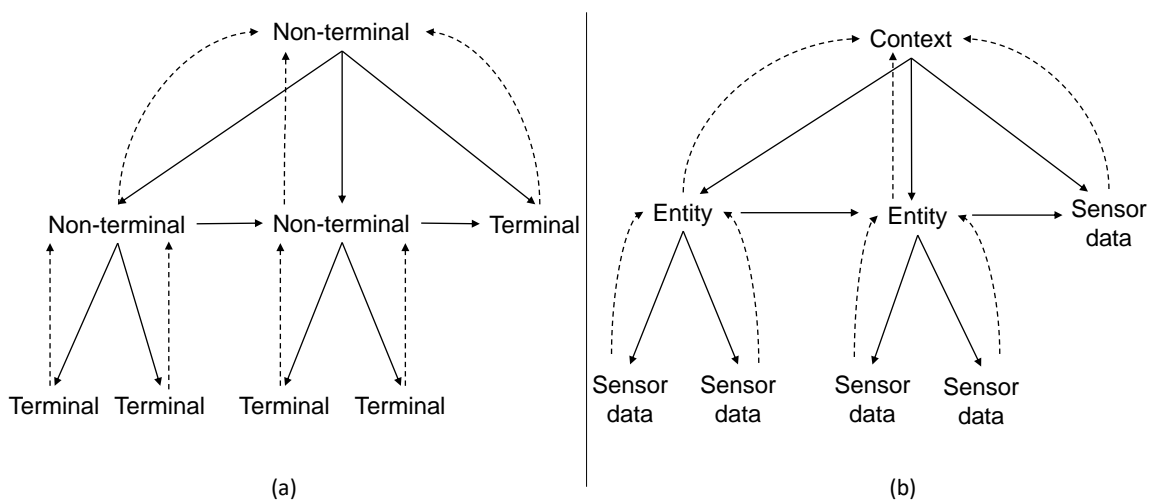 Non-terminal
Non-terminal
Non-terminal
Terminal
Terminal
Terminal
Terminal
Terminal
(a)
Context
Entity
Entity
Sensor
data
Sensor
data
Sensor
data
Sensor
data
Sensor
data
(b)